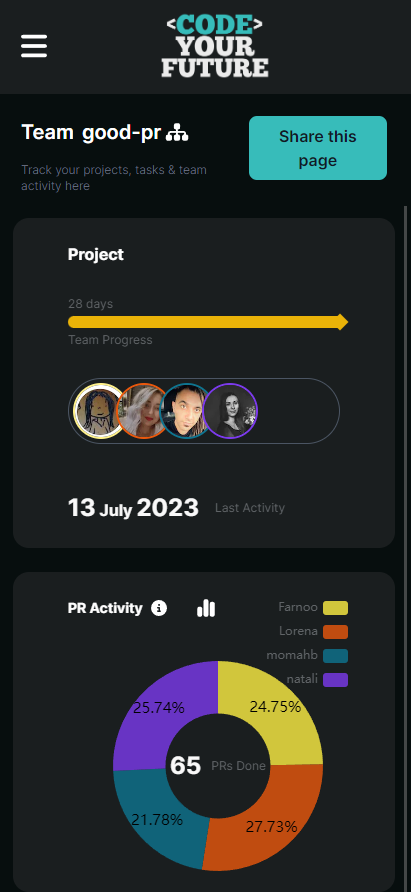 <CODE>
YOUR
FUTURE
Team good-pr
Share this
page
Track your projects, tasks & team
activity here
Project
28 days
Team Progress
13 July 2023
Last Activity
PR Activity
Farnoo
Lorena
momahb
natali
25.74%
24.75%
65 PRs Done
21.78%
27.73%